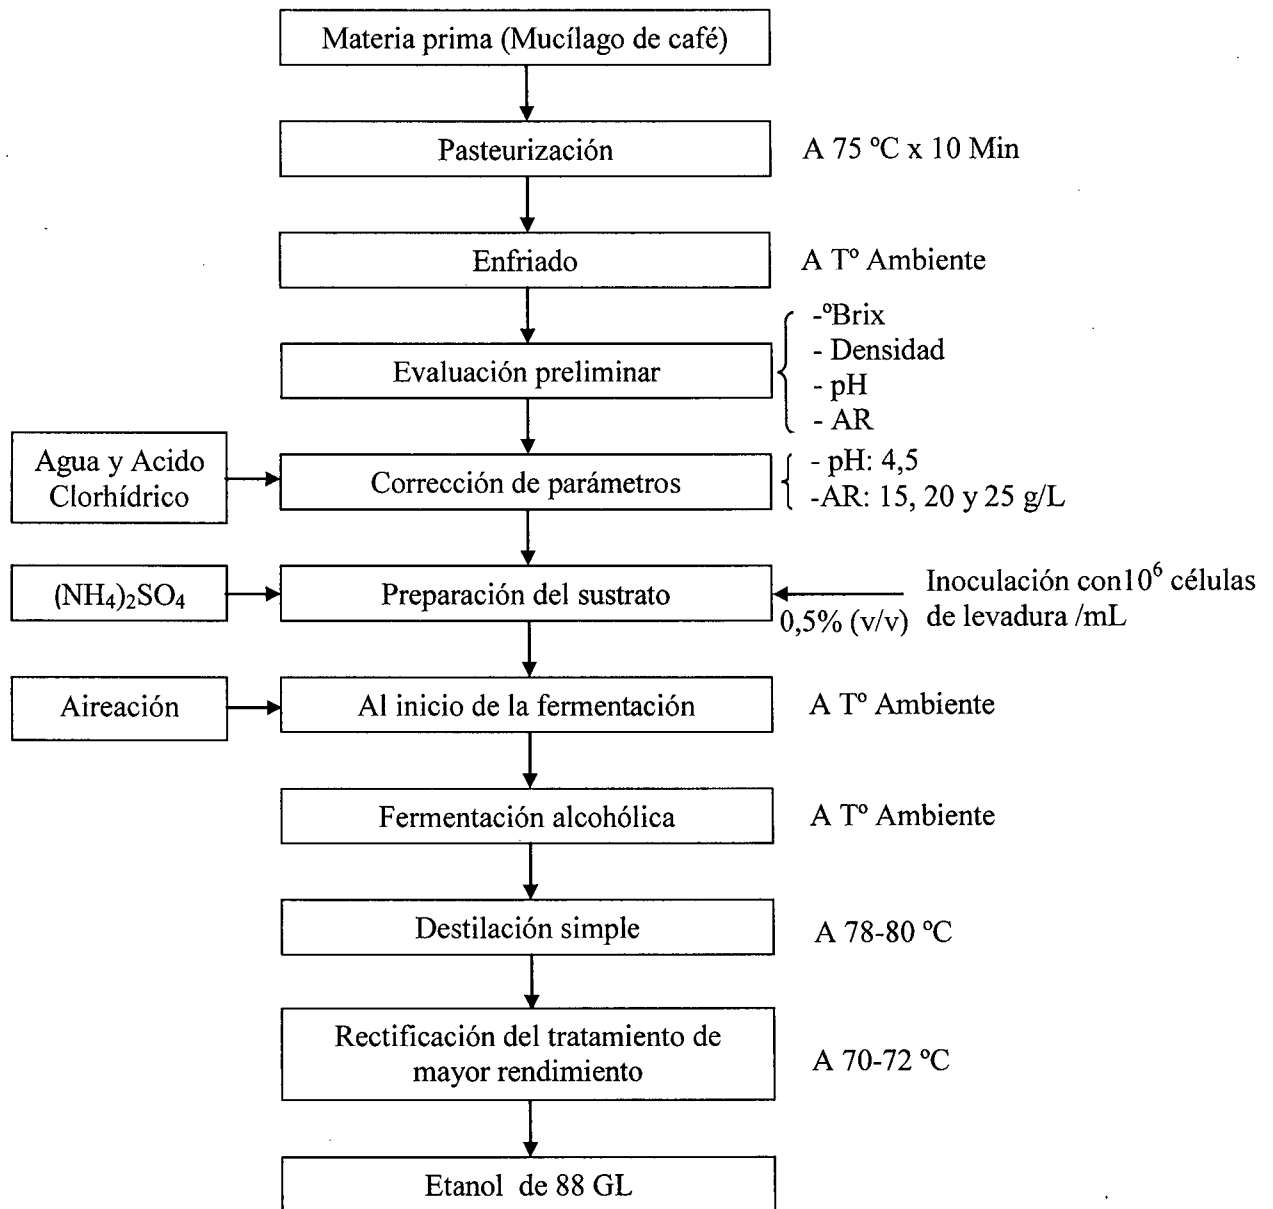 Materia prima (Mucílago de café)
Pasteurización
A 75 ºC x 10 Min
Enfriado
A Tº Ambiente
Evaluación preliminar
-ºBrix
- Densidad
- pH
- AR
Agua y Acido
Clorhídrico
Corrección de parámetros
- pH: 4,5
-AR: 15, 20 y 25 g/L
(NH₄)₂SO₄
Preparación del sustrato
0,5% (v/v)
Inoculación con10⁶ células
de levadura /mL
Aireación
Al inicio de la fermentación
A Tº Ambiente
Fermentación alcohólica
A Tº Ambiente
Destilación simple
A 78-80 ºC
Rectificación del tratamiento de
mayor rendimiento
A 70-72 ºC
Etanol de 88 GL